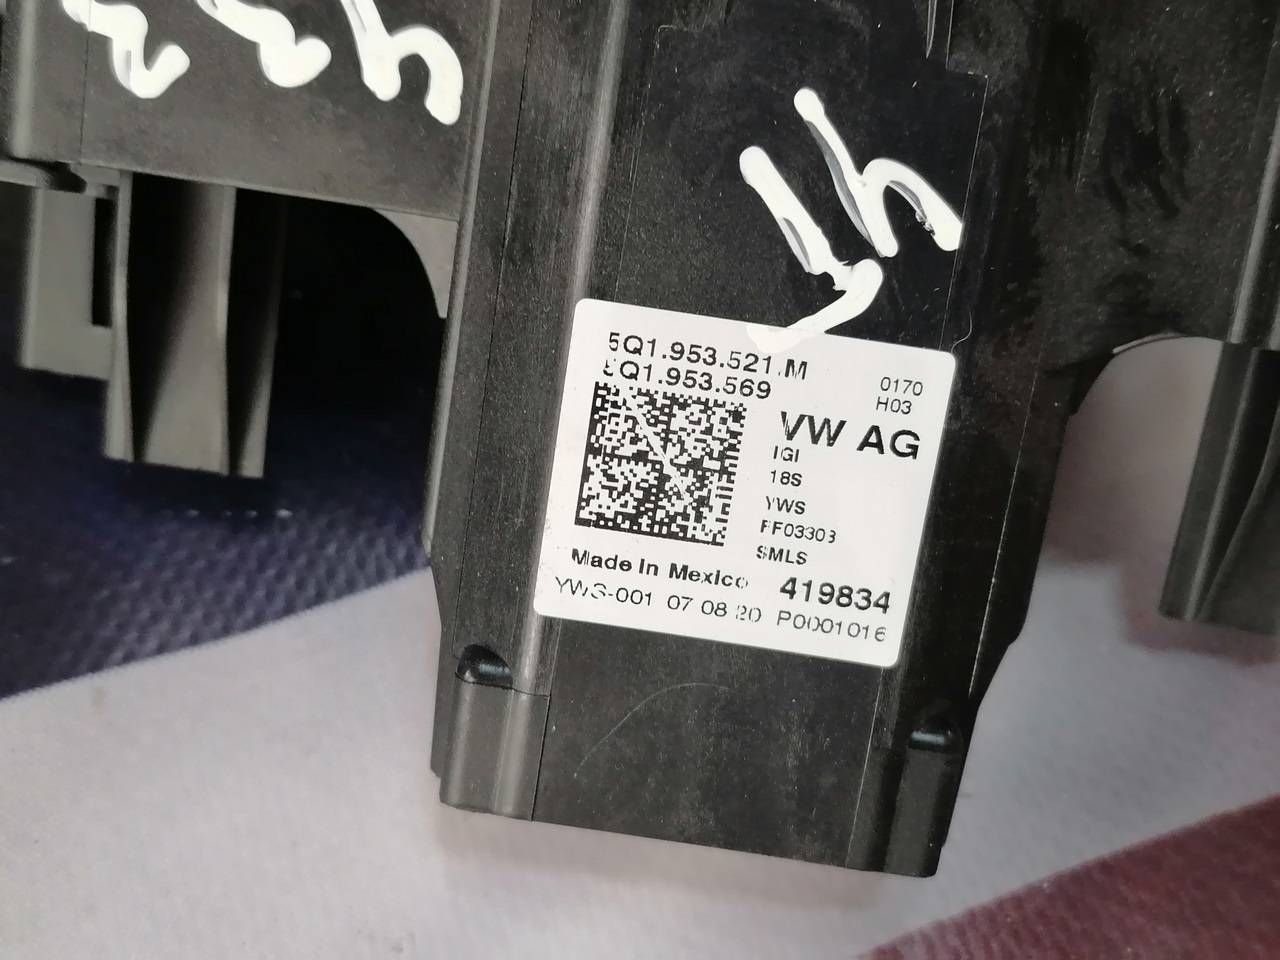 5Q1.953.521.M
5Q1.953.569
0170
H03
VW AG
IGI
18S
YWS
FF03303
SMLS
Made In Mexico
419834
YWS-001 07 08 20 P0001016